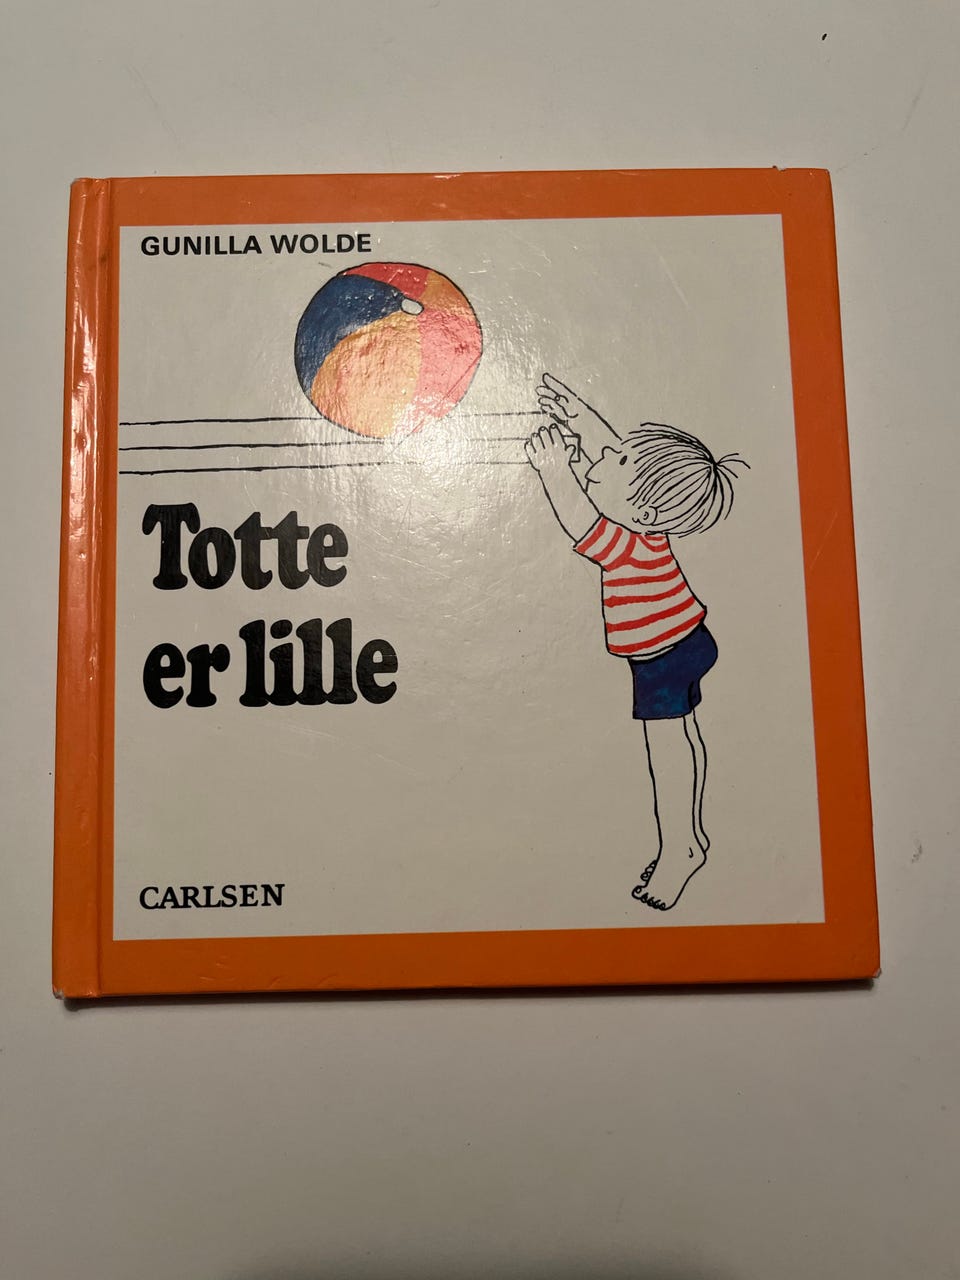 GUNILLA WOLDE
Totte
er lille
CARLSEN